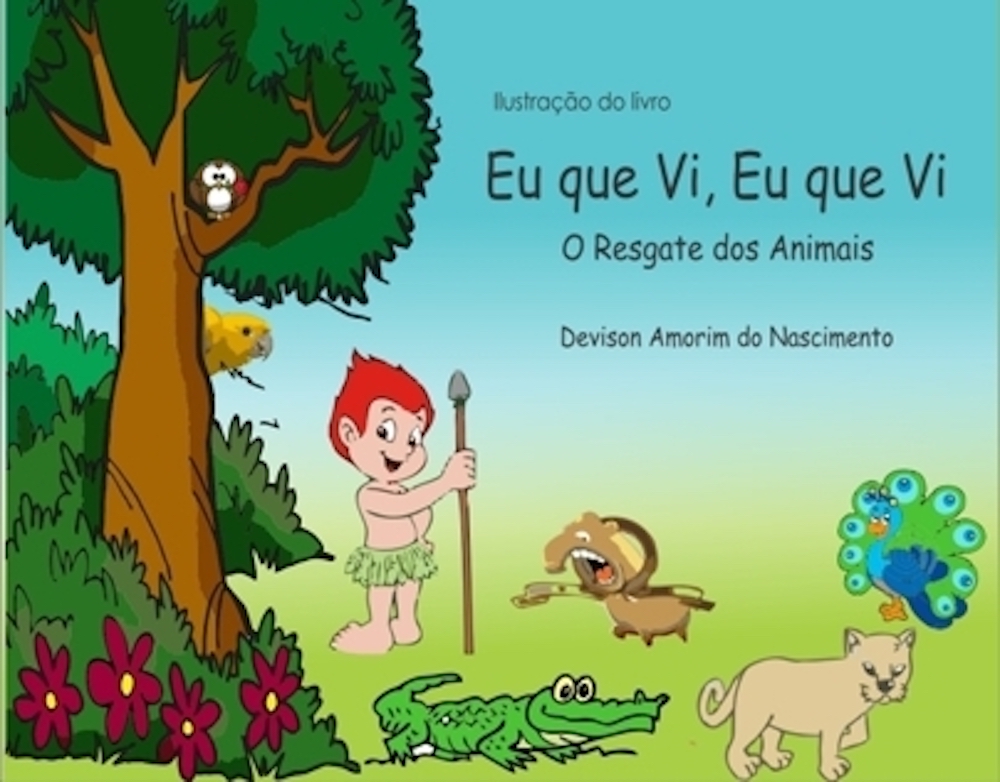 Ilustração do livro
Eu que Vi, Eu que Vi
O Resgate dos Animais
Devison Amorim do Nascimento